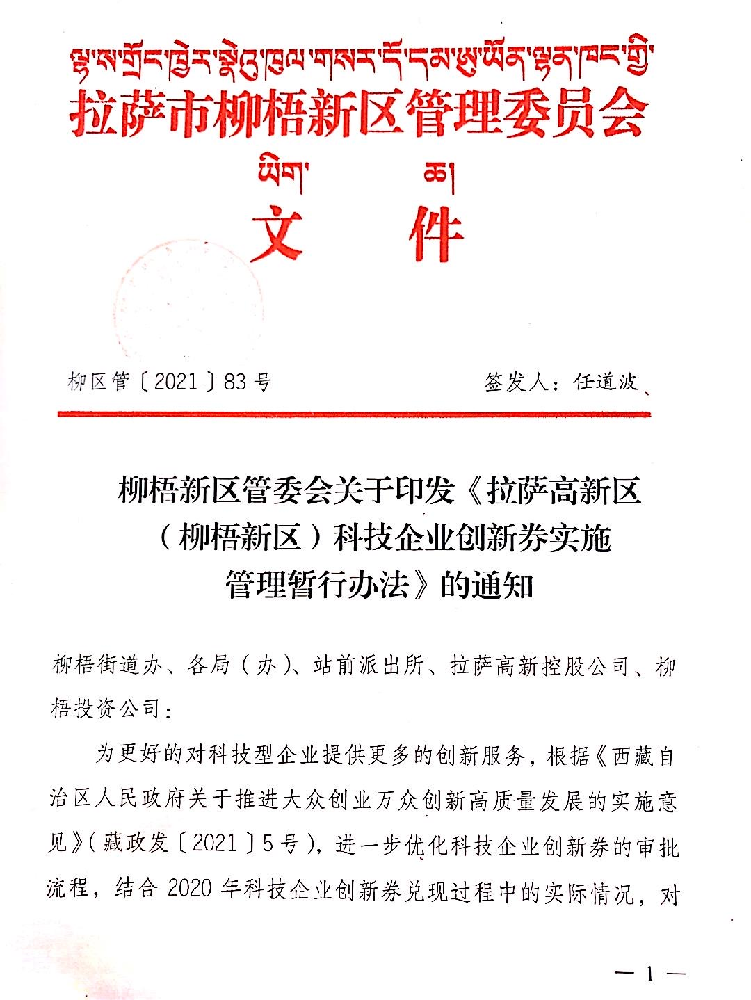 ལྷ་ས་གྲོང་ཁྱེར་སྣེའུ་ཁུལ་གསར་དོ་དམ་ཨུ་ཡོན་ལྷན་ཁང་གྱི་
拉萨市柳梧新区管理委员会
ཡིག་ ཆ།
文 件
柳区管〔2021〕83号 签发人：任道波、
柳梧新区管委会关于印发《拉萨高新区
（柳梧新区）科技企业创新券实施
管理暂行办法》的通知
柳梧街道办、各局（办）、站前派出所、拉萨高新控股公司、柳
梧投资公司：
为更好的对科技型企业提供更多的创新服务，根据《西藏自
治区人民政府关于推进大众创业万众创新高质量发展的实施意
见》（藏政发〔2021〕5号），进一步优化科技企业创新券的审批
流程，结合 2020 年科技企业创新券兑现过程中的实际情况，对
— 1 —